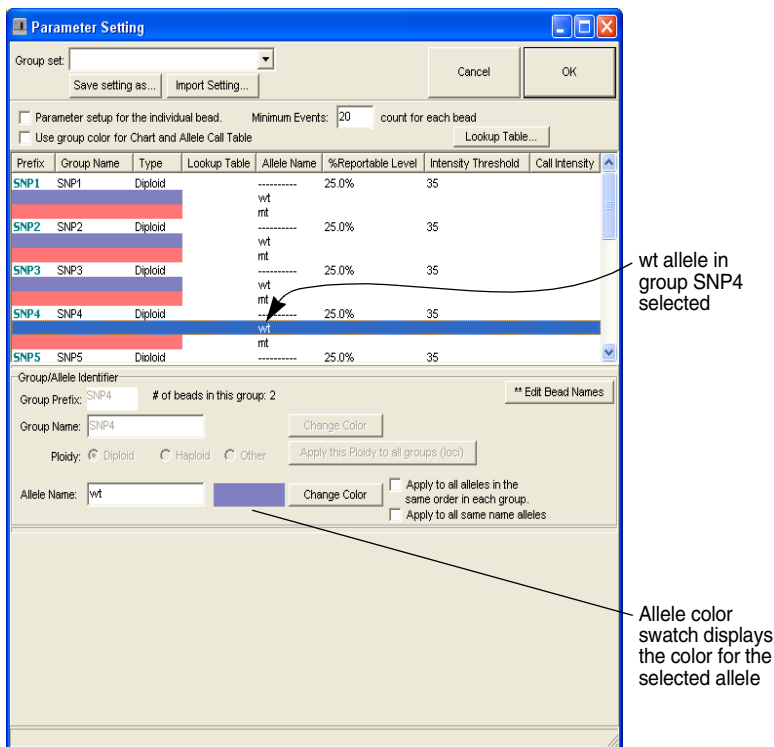 Parameter Setting
Group set:
Cancel
OK
Save setting as...
Import Setting...
Parameter setup for the individual bead. Minimum Events: 20 count for each bead
Use group color for Chart and Allele Call Table
Lookup Table...
Prefix Group Name Type Lookup Table Allele Name %Reportable Level Intensity Threshold Call Intensity
SNP1 SNP1 Diploid ---------- 25.0% 35
wt
mt
SNP2 SNP2 Diploid ---------- 25.0% 35
wt
mt
SNP3 SNP3 Diploid ---------- 25.0% 35
wt
mt
SNP4 SNP4 Diploid ---------- 25.0% 35
wt
mt
SNP5 SNP5 Diploid ---------- 25.0% 35
wt allele in
group SNP4
selected
Group/Allele Identifier
Group Prefix: SNP4 # of beads in this group: 2
** Edit Bead Names
Group Name: SNP4
Change Color
Ploidy: Diploid Haploid Other
Apply this Ploidy to all groups (loci)
Allele Name: wt
Change Color
Apply to all alleles in the
same order in each group.
Apply to all same name alleles
Allele color
swatch displays
the color for the
selected allele